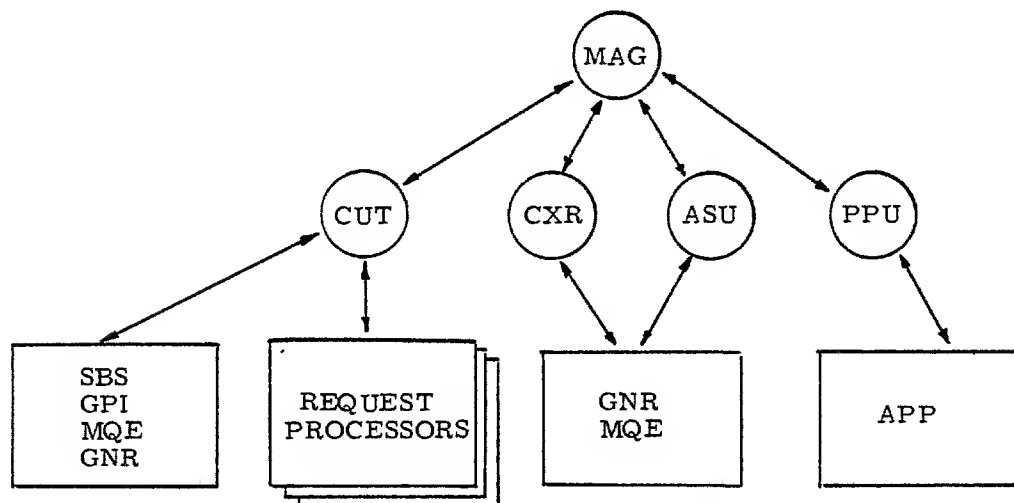 MAG
CUT
CXR
ASU
PPU
SBS
GPI
MQE
GNR
REQUEST
PROCESSORS
GNR
MQE
APP